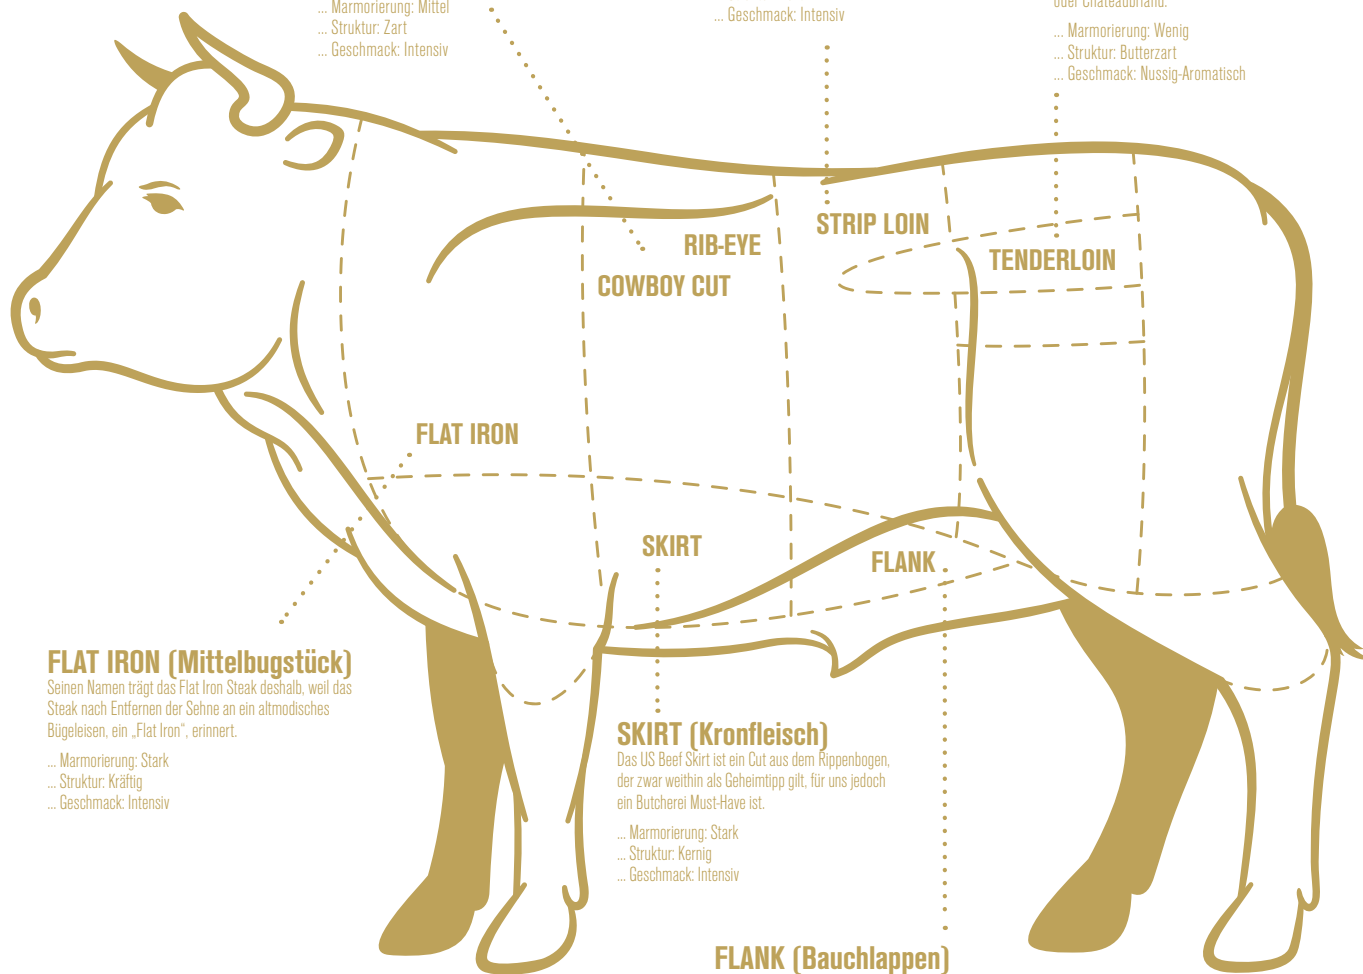 ... Marmorierung: Mittel
... Struktur: Zart
... Geschmack: Intensiv
... Geschmack: Intensiv
oder Chateaubriand.
... Marmorierung: Wenig
... Struktur: Butterzart
... Geschmack: Nussig-Aromatisch
STRIP LOIN
RIB-EYE
TENDERLOIN
COWBOY CUT
FLAT IRON
SKIRT
FLANK
FLAT IRON (Mittelbugstück)
Seinen Namen trägt das Flat Iron Steak deshalb, weil das
Steak nach Entfernen der Sehne an ein altmodisches
Bügeleisen, ein „Flat Iron“, erinnert.
... Marmorierung: Stark
... Struktur: Kräftig
... Geschmack: Intensiv
SKIRT (Kronfleisch)
Das US Beef Skirt ist ein Cut aus dem Rippenbogen,
der zwar weithin als Geheimtipp gilt, für uns jedoch
ein Butcherei Must-Have ist.
... Marmorierung: Stark
... Struktur: Kernig
... Geschmack: Intensiv
FLANK (Bauchlappen)